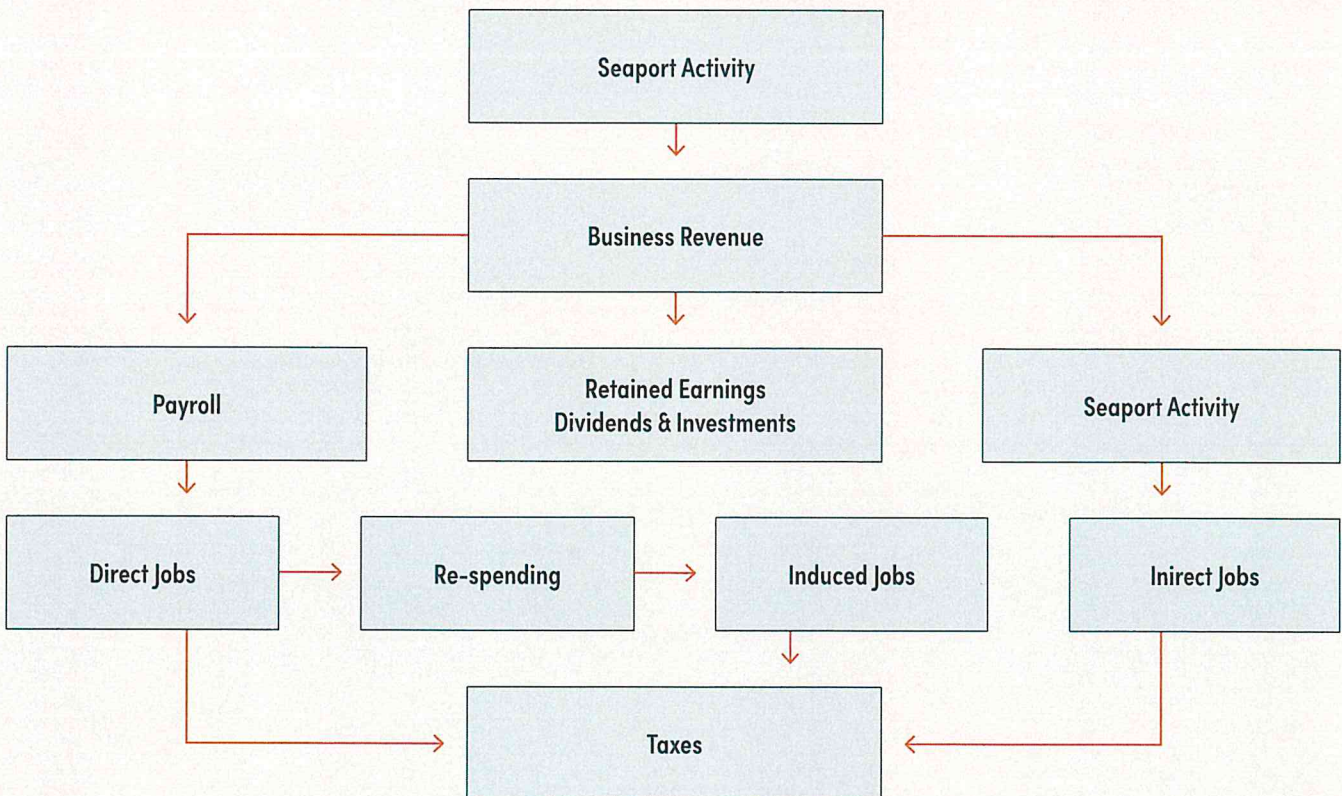 Seaport Activity
Business Revenue
Payroll
Retained Earnings
Dividends & Investments
Seaport Activity
Direct Jobs
Re-spending
Induced Jobs
Inirect Jobs
Taxes